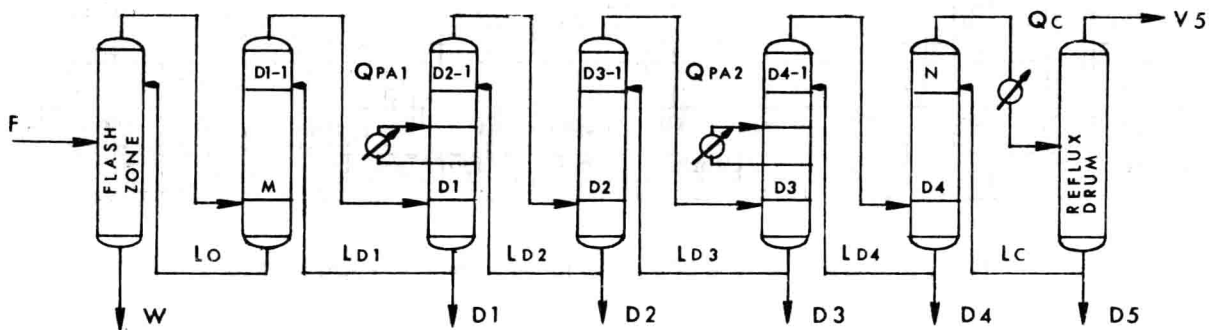 QC
V5
D1-1
QPA1
D2-1
D3-1
QPA2
D4-1
N
F
FLASH ZONE
M
D1
D2
D3
D4
REFLUX DRUM
LO
LD1
LD2
LD3
LD4
LC
W
D1
D2
D3
D4
D5